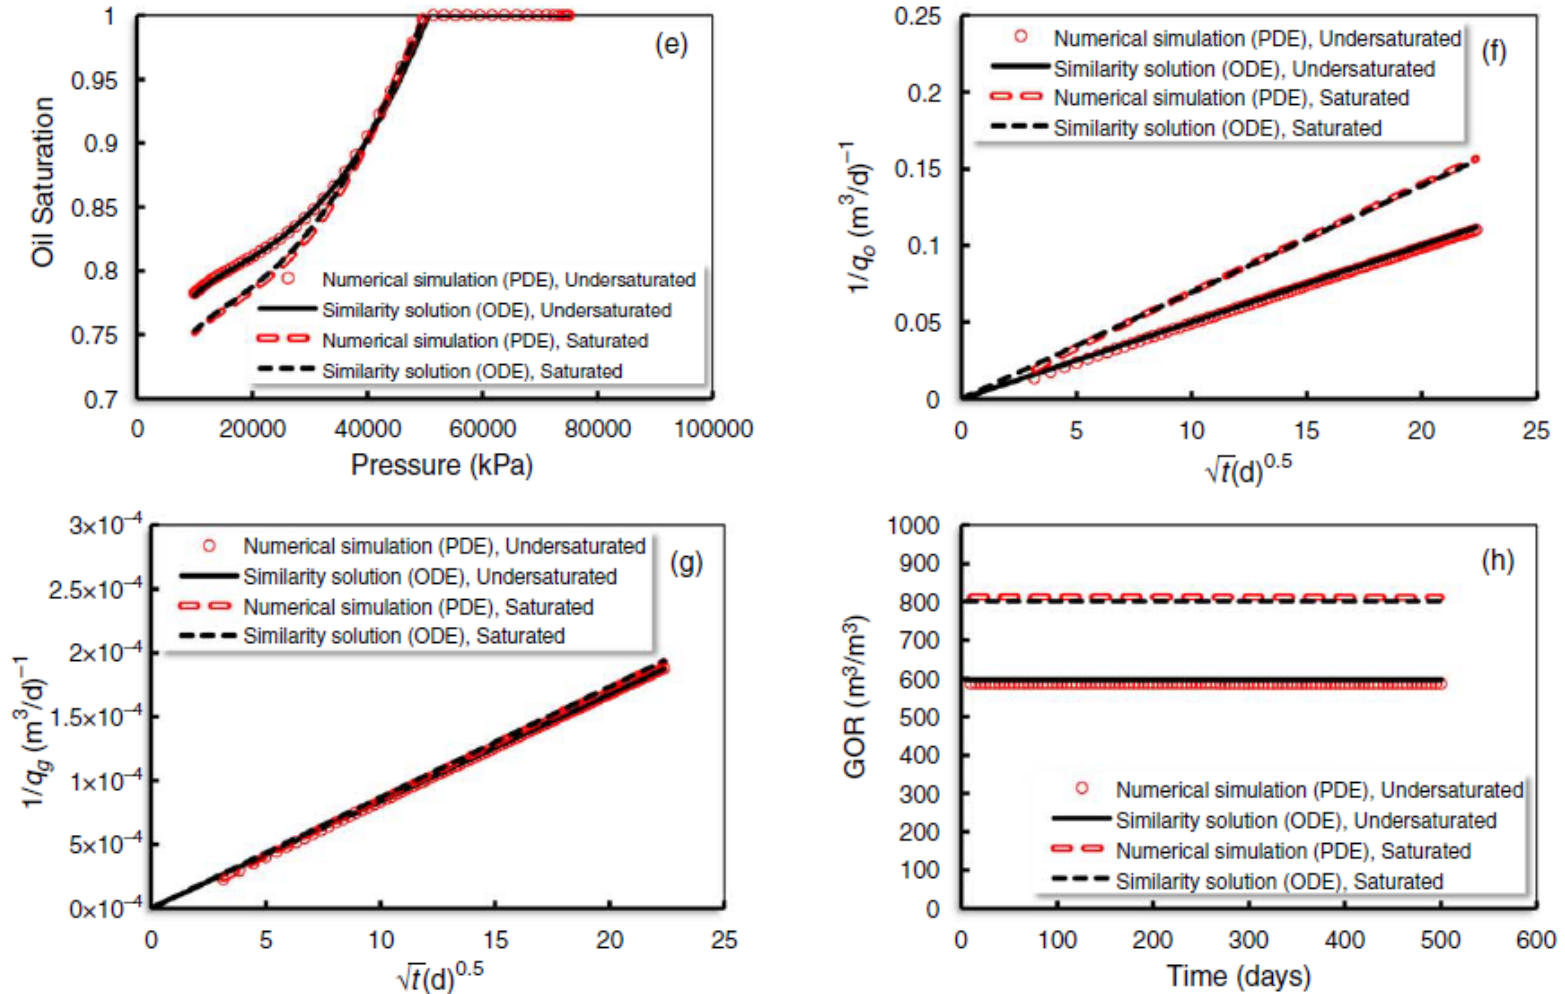 1
0.95
0.9
0.85
0.8
0.75
0.7
Oil Saturation
(e)
Numerical simulation (PDE), Undersaturated
Similarity solution (ODE), Undersaturated
Numerical simulation (PDE), Saturated
Similarity solution (ODE), Saturated
0 20000 40000 60000 80000 100000
Pressure (kPa)
0.25
0.2
0.15
0.1
0.05
0
1/qₒ (m³/d)⁻¹
(f)
Numerical simulation (PDE), Undersaturated
Similarity solution (ODE), Undersaturated
Numerical simulation (PDE), Saturated
Similarity solution (ODE), Saturated
0 5 10 15 20 25
√t(d)^0.5
3×10⁻⁴
2.5×10⁻⁴
2×10⁻⁴
1.5×10⁻⁴
1×10⁻⁴
5×10⁻⁴
0×10⁻⁴
1/q_g (m³/d)⁻¹
(g)
Numerical simulation (PDE), Undersaturated
Similarity solution (ODE), Undersaturated
Numerical simulation (PDE), Saturated
Similarity solution (ODE), Saturated
0 5 10 15 20 25
√t(d)^0.5
1000
900
800
700
600
500
400
300
200
100
0
GOR (m³/m³)
(h)
Numerical simulation (PDE), Undersaturated
Similarity solution (ODE), Undersaturated
Numerical simulation (PDE), Saturated
Similarity solution (ODE), Saturated
0 100 200 300 400 500 600
Time (days)